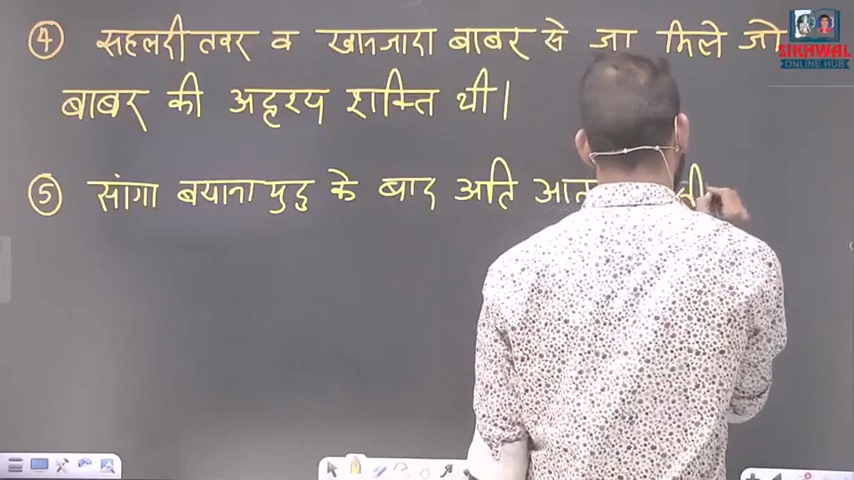 ④ सहलदी तवर व खानजादा बाबर से जा मिले जो
बाबर की अदृश्य शक्ति थी।
⑤ सांगा बयाना युद्ध के बाद अति
SIKHWAL
ONLINE HUB